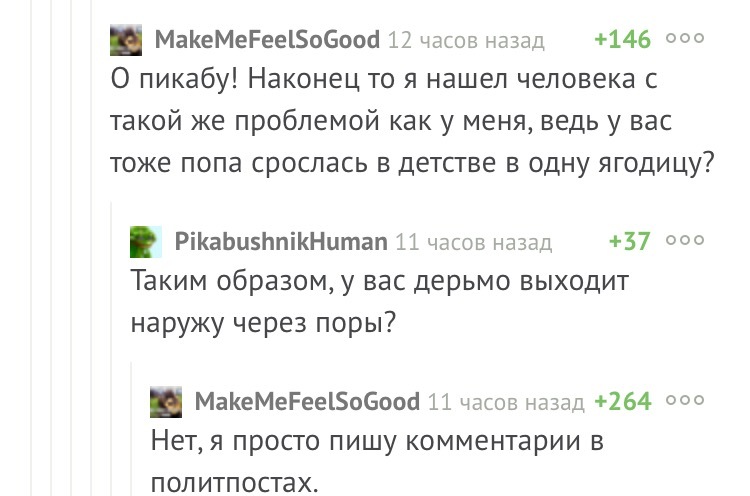 MakeMeFeelSoGood 12 часов назад +146
О пикабу! Наконец то я нашел человека с
такой же проблемой как у меня, ведь у вас
тоже попа срослась в детстве в одну ягодицу?
PikabushnikHuman 11 часов назад +37
Таким образом, у вас дерьмо выходит
наружу через поры?
MakeMeFeelSoGood 11 часов назад +264
Нет, я просто пишу комментарии в
политпостах.